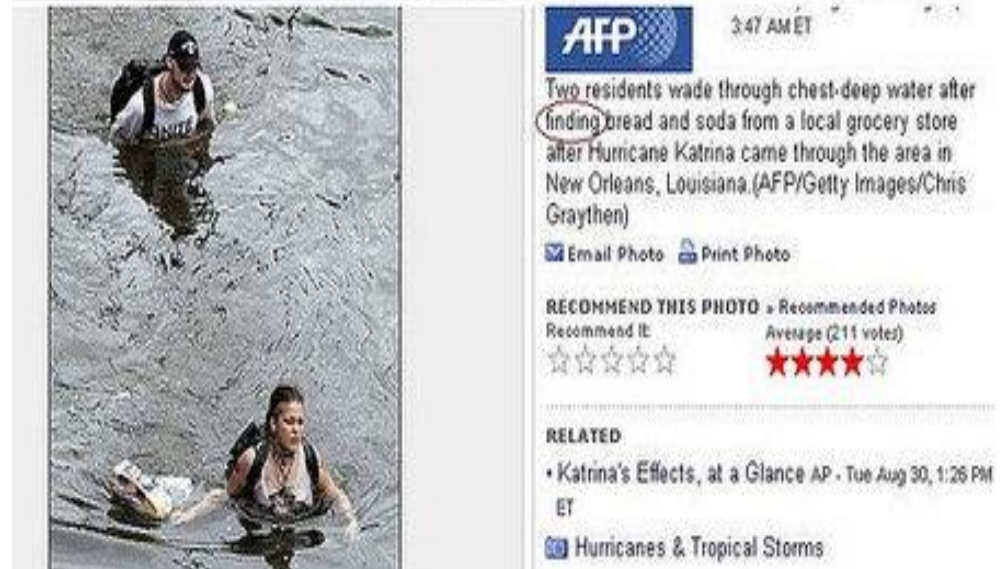 AFP
3:47 AM ET
Two residents wade through chest-deep water after
finding bread and soda from a local grocery store
after Hurricane Katrina came through the area in
New Orleans, Louisiana.(AFP/Getty Images/Chris
Graythen)
Email Photo Print Photo
RECOMMEND THIS PHOTO » Recommended Photos
Recommend It:
Average (211 votes)
RELATED
• Katrina's Effects, at a Glance AP - Tue Aug 30, 1:26 PM
ET
Hurricanes & Tropical Storms